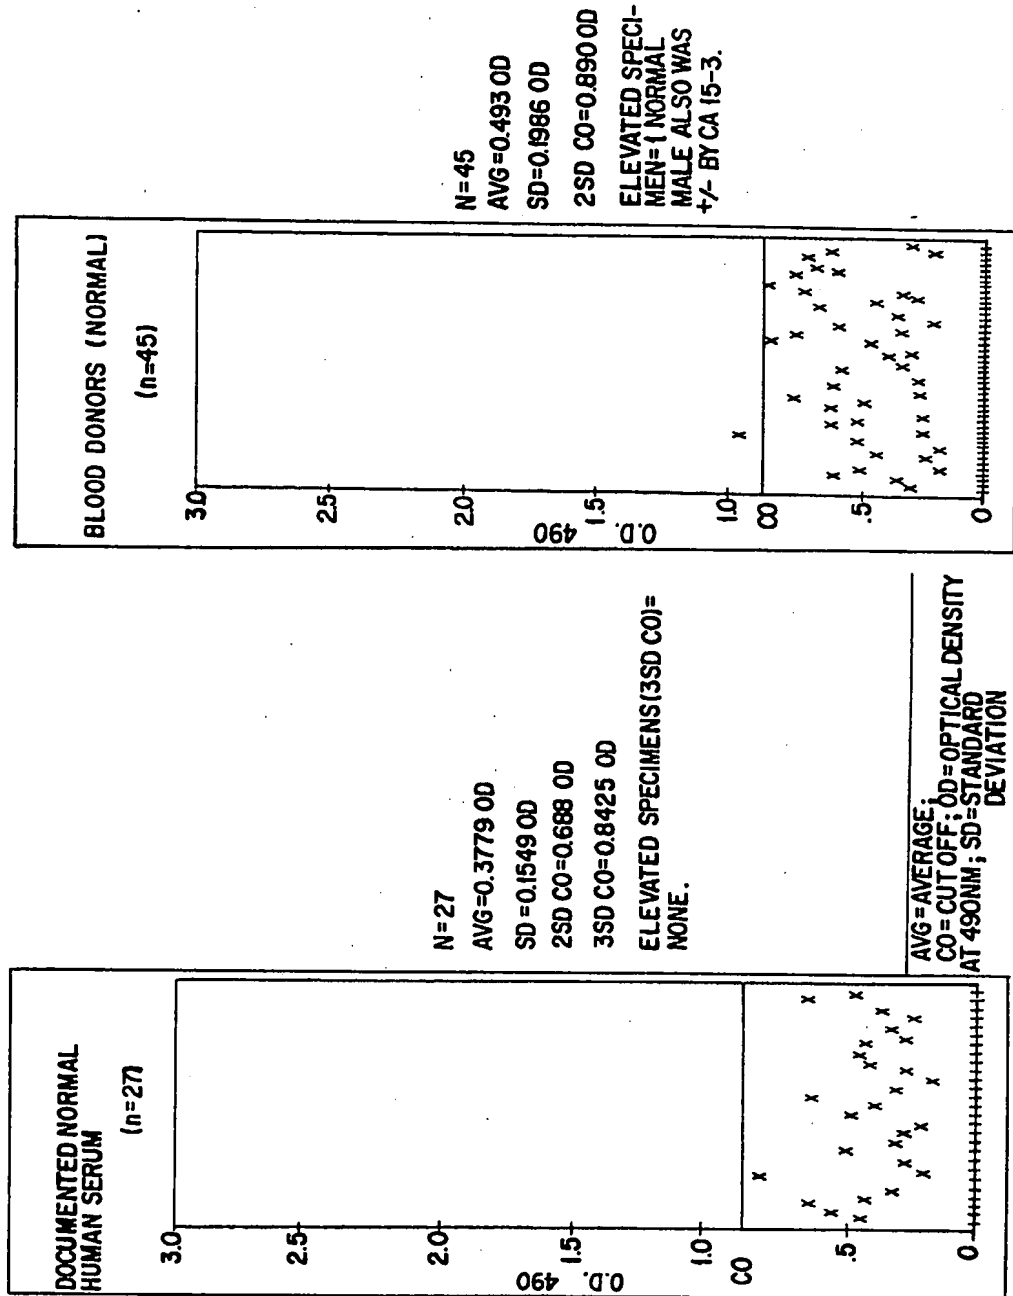 DOCUMENTED NORMAL
HUMAN SERUM
(n=27)
3.0
2.5
2.0
1.5
1.0
CO
.5
0
O.D. 490
N=27
AVG=0.3779 OD
SD=0.1549 OD
2SD CO=0.688 OD
3SD CO=0.8425 OD
ELEVATED SPECIMENS(3SD CO)=
NONE.
AVG=AVERAGE;
CO=CUT OFF; OD=OPTICAL DENSITY
AT 490NM; SD=STANDARD
DEVIATION
BLOOD DONORS (NORMAL)
(n=45)
3.0
2.5
2.0
1.5
1.0
CO
.5
0
O.D. 490
N=45
AVG=0.493 OD
SD=0.1986 OD
2SD CO=0.890 OD
ELEVATED SPECI-
MEN=1 NORMAL
MALE ALSO WAS
+/- BY CA 15-3.